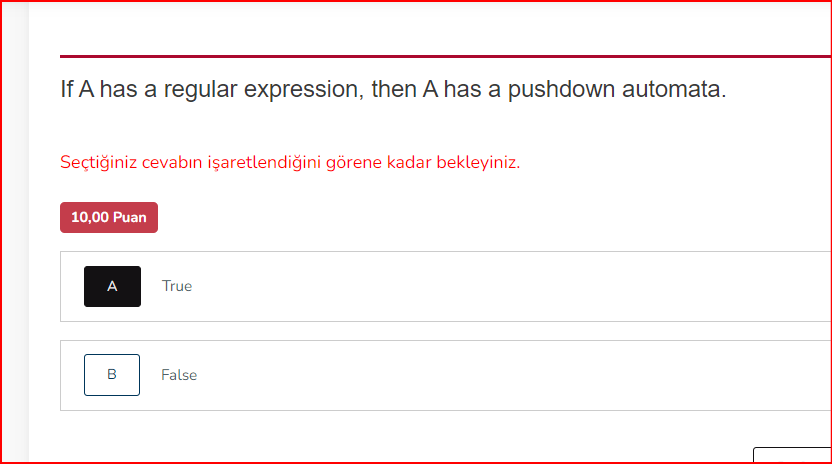 If A has a regular expression, then A has a pushdown automata.
Seçtiğiniz cevabın işaretlendiğini görene kadar bekleyiniz.
10,00 Puan
A True
B False